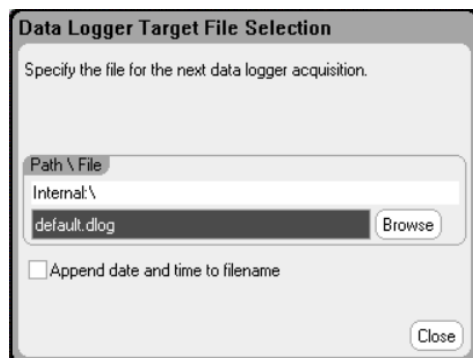 Data Logger Target File Selection
Specify the file for the next data logger acquisition.
Path \ File
Internal:\
default.dlog
Browse
Append date and time to filename
Close